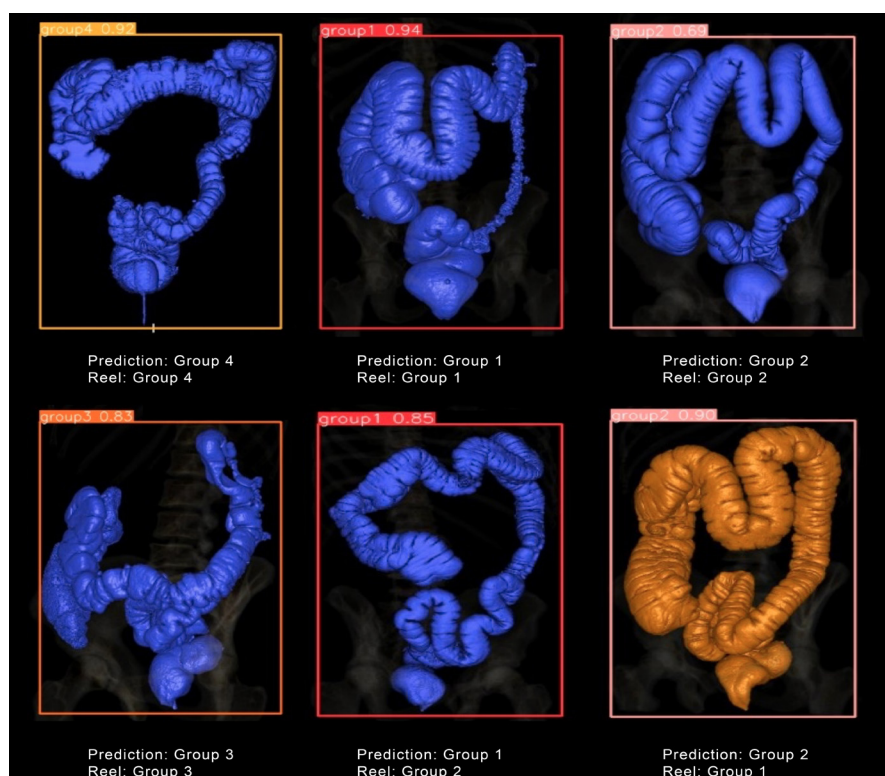 group4 0.92
group1 0.94
group2 0.69
Prediction: Group 4
Reel: Group 4
Prediction: Group 1
Reel: Group 1
Prediction: Group 2
Reel: Group 2
group3 0.83
group1 0.85
group2 0.90
Prediction: Group 3
Reel: Group 3
Prediction: Group 1
Reel: Group 2
Prediction: Group 2
Reel: Group 1